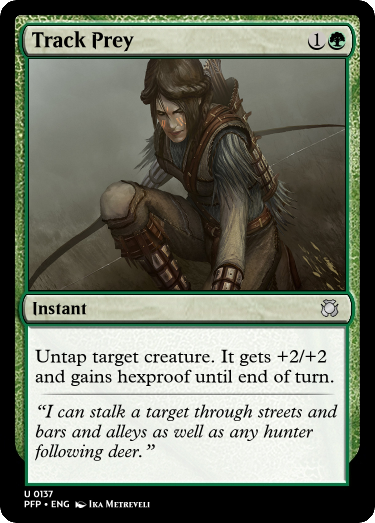 Track Prey 1
Instant
Untap target creature. It gets +2/+2
and gains hexproof until end of turn.
“I can stalk a target through streets and
bars and alleys as well as any hunter
following deer.”
U 0137
PFP • ENG Ika Metreveli